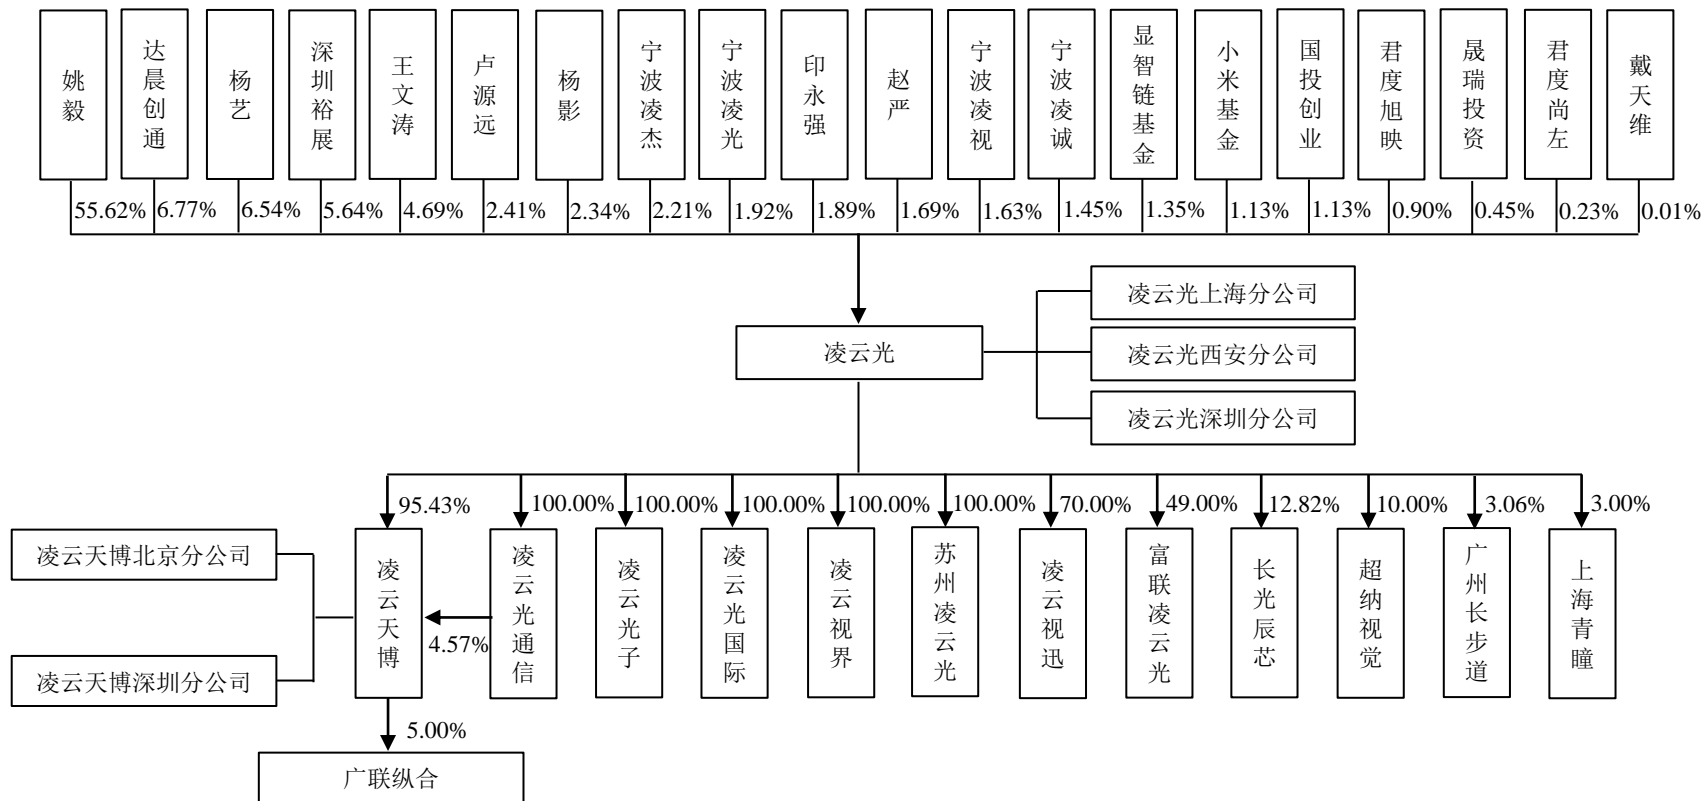 姚毅
达晨创通
杨艺
深圳裕展
王文涛
卢源远
杨影
宁波凌杰
宁波凌光
印永强
赵严
宁波凌视
宁波凌诚
显智链基金
小米基金
国投创业
君度旭映
晟瑞投资
君度尚左
戴天维
55.62%
6.77%
6.54%
5.64%
4.69%
2.41%
2.34%
2.21%
1.92%
1.89%
1.69%
1.63%
1.45%
1.35%
1.13%
1.13%
0.90%
0.45%
0.23%
0.01%
凌云光上海分公司
凌云光
凌云光西安分公司
凌云光深圳分公司
95.43%
100.00%
100.00%
100.00%
100.00%
100.00%
70.00%
49.00%
12.82%
10.00%
3.06%
3.00%
凌云天博北京分公司
凌云天博深圳分公司
凌云天博
4.57%
凌云光通信
凌云光子
凌云光国际
凌云视界
苏州凌云光
凌云视迅
富联凌云光
长光辰芯
超纳视觉
广州长步道
上海青瞳
5.00%
广联纵合